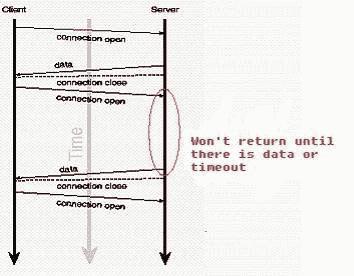 Client
Server
connection open
data
connection close
connection open
Time
Won't return until
there is data or
timeout
data
connection close
connection open